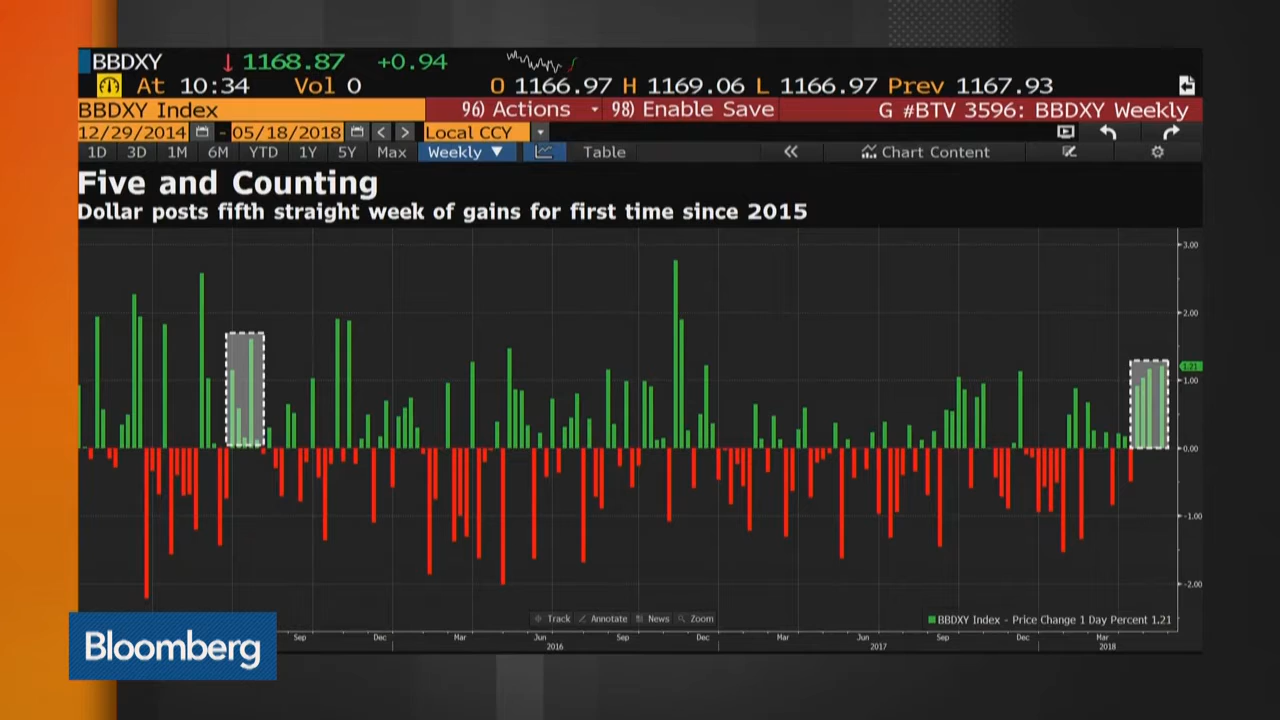 BBDXY ↓ 1168.87 +0.94
At 10:34 Vol 0 O 1166.97 H 1169.06 L 1166.97 Prev 1167.93
BBDXY Index 96) Actions 98) Enable Save G #BTV 3596: BBDXY Weekly
12/29/2014 - 05/18/2018 < > Local CCY
1D 3D 1M 6M YTD 1Y 5Y Max Weekly ▼ Table « Chart Content
Five and Counting
Dollar posts fifth straight week of gains for first time since 2015
3.00
2.00
1.21
1.00
0.00
-1.00
-2.00
Track Annotate News Zoom
BBDXY Index - Price Change 1 Day Percent 1.21
Sep Dec Mar Jun Sep Dec Mar Jun Sep Dec Mar
2016 2017 2018
Bloomberg